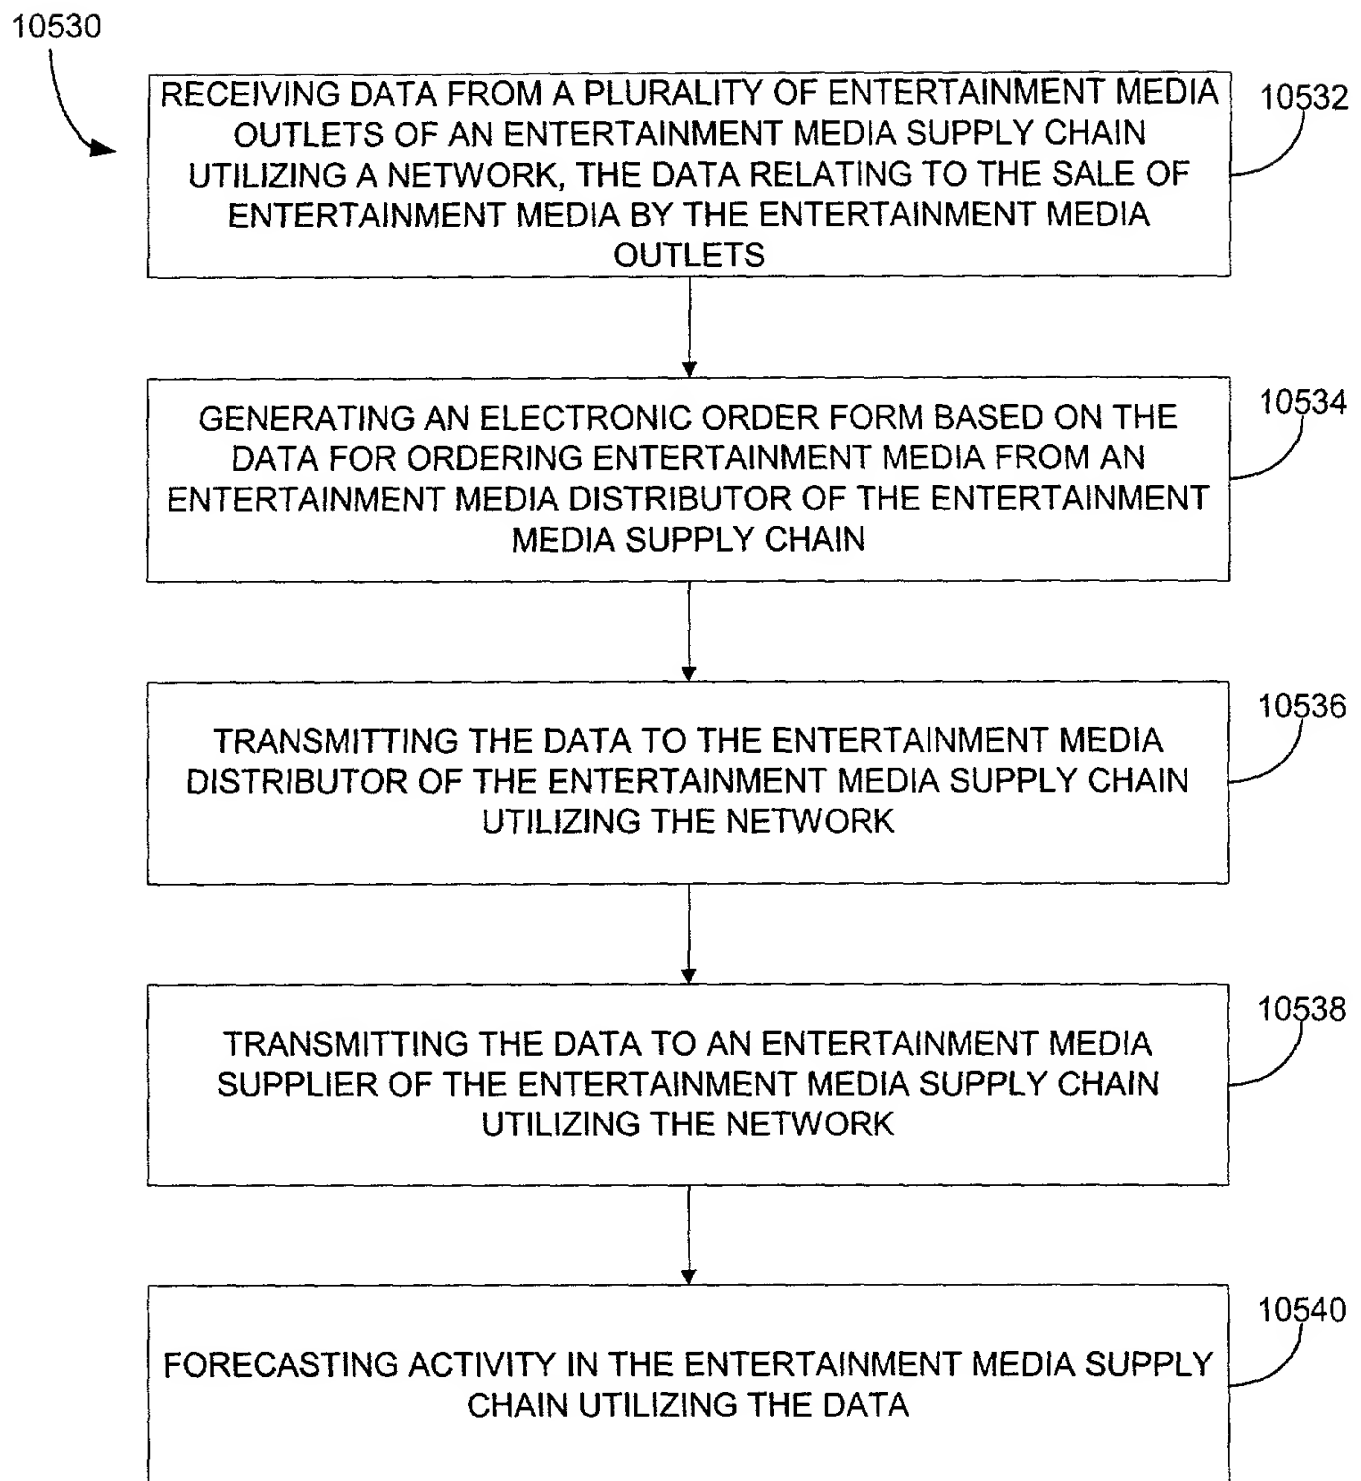 10530
RECEIVING DATA FROM A PLURALITY OF ENTERTAINMENT MEDIA
OUTLETS OF AN ENTERTAINMENT MEDIA SUPPLY CHAIN
UTILIZING A NETWORK, THE DATA RELATING TO THE SALE OF
ENTERTAINMENT MEDIA BY THE ENTERTAINMENT MEDIA
OUTLETS
10532
GENERATING AN ELECTRONIC ORDER FORM BASED ON THE
DATA FOR ORDERING ENTERTAINMENT MEDIA FROM AN
ENTERTAINMENT MEDIA DISTRIBUTOR OF THE ENTERTAINMENT
MEDIA SUPPLY CHAIN
10534
TRANSMITTING THE DATA TO THE ENTERTAINMENT MEDIA
DISTRIBUTOR OF THE ENTERTAINMENT MEDIA SUPPLY CHAIN
UTILIZING THE NETWORK
10536
TRANSMITTING THE DATA TO AN ENTERTAINMENT MEDIA
SUPPLIER OF THE ENTERTAINMENT MEDIA SUPPLY CHAIN
UTILIZING THE NETWORK
10538
FORECASTING ACTIVITY IN THE ENTERTAINMENT MEDIA SUPPLY
CHAIN UTILIZING THE DATA
10540